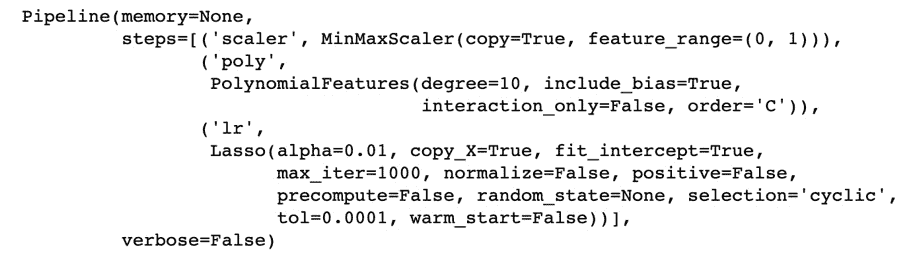 Pipeline(memory=None,
         steps=[('scaler', MinMaxScaler(copy=True, feature_range=(0, 1))),
                ('poly',
                 PolynomialFeatures(degree=10, include_bias=True,
                                    interaction_only=False, order='C')),
                ('lr',
                 Lasso(alpha=0.01, copy_X=True, fit_intercept=True,
                       max_iter=1000, normalize=False, positive=False,
                       precompute=False, random_state=None, selection='cyclic',
                       tol=0.0001, warm_start=False))],
         verbose=False)